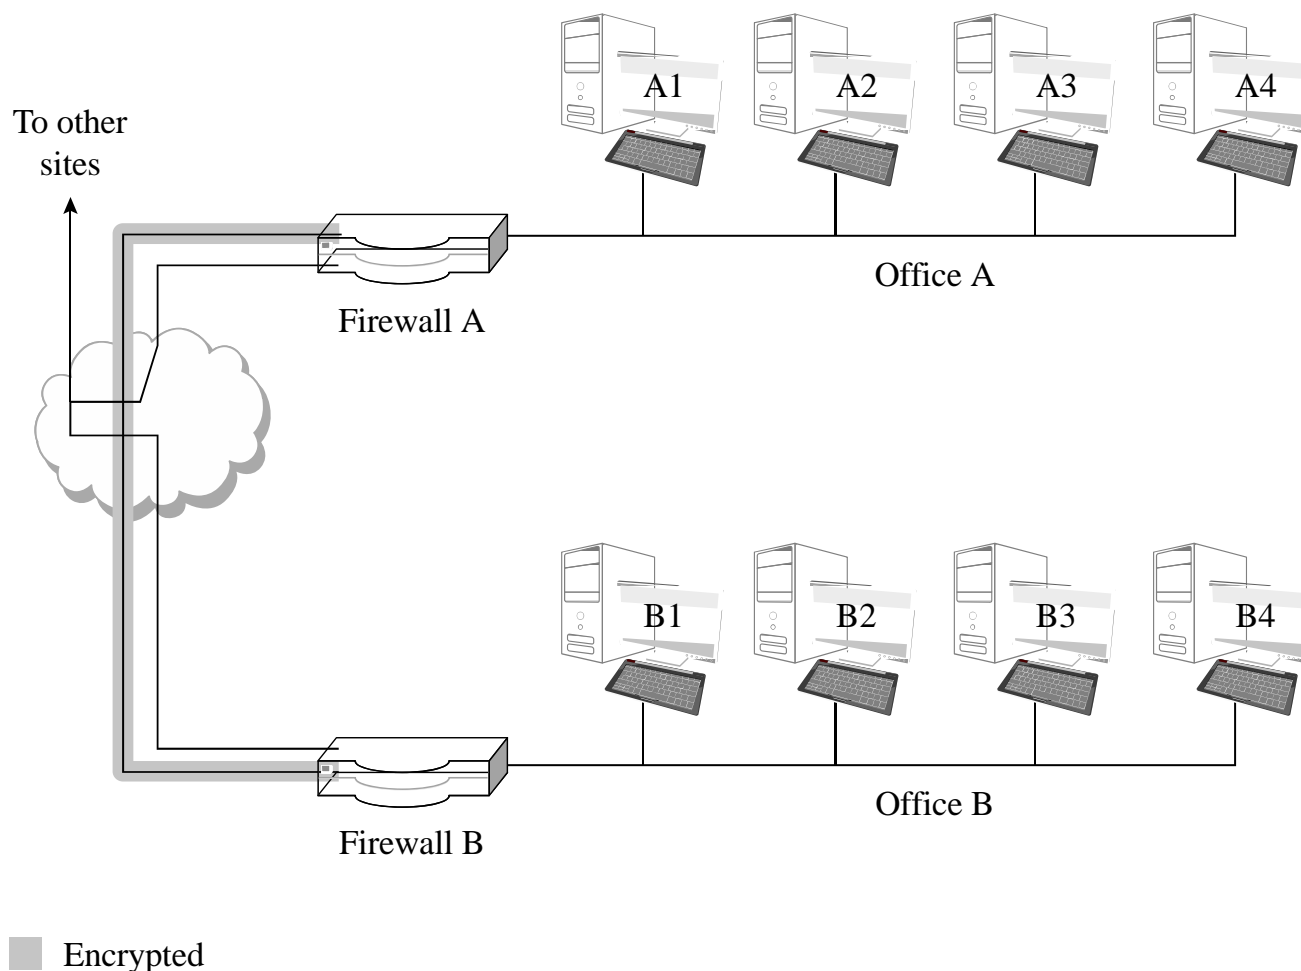 A1
A2
A3
A4
To other
sites
Office A
Firewall A
B1
B2
B3
B4
Office B
Firewall B
Encrypted